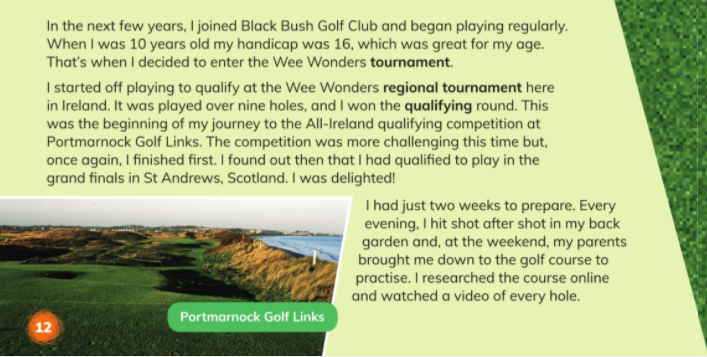 In the next few years, I joined Black Bush Golf Club and began playing regularly.
When I was 10 years old my handicap was 16, which was great for my age.
That's when I decided to enter the Wee Wonders tournament.
I started off playing to qualify at the Wee Wonders regional tournament here
in Ireland. It was played over nine holes, and I won the qualifying round. This
was the beginning of my journey to the All-Ireland qualifying competition at
Portmarnock Golf Links. The competition was more challenging this time but,
once again, I finished first. I found out then that I had qualified to play in the
grand finals in St Andrews, Scotland. I was delighted!
I had just two weeks to prepare. Every
evening, I hit shot after shot in my back
garden and, at the weekend, my parents
brought me down to the golf course to
practise. I researched the course online
and watched a video of every hole.
Portmarnock Golf Links
12